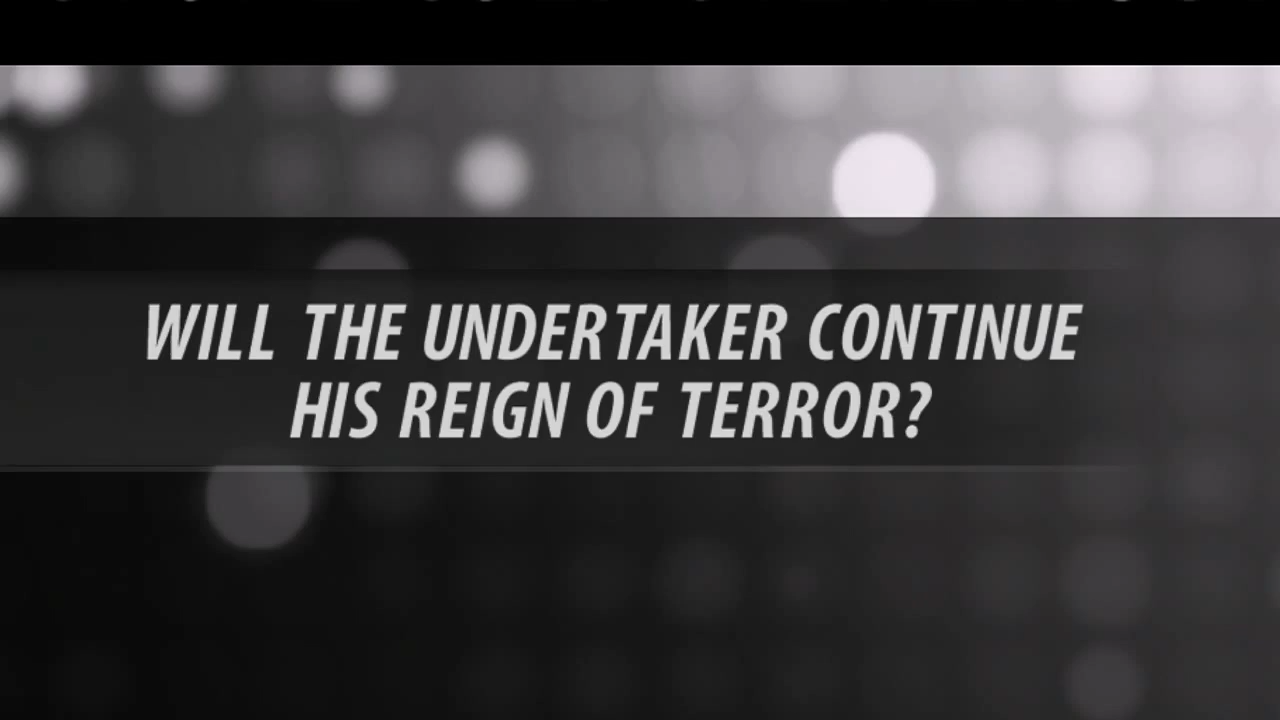 WILL THE UNDERTAKER CONTINUE
HIS REIGN OF TERROR?